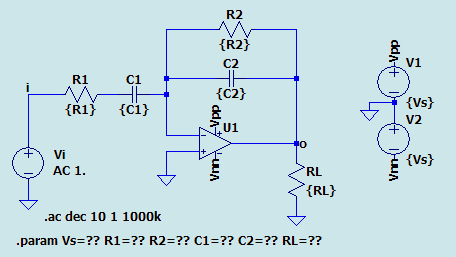 R2
{R2}
C2
{C2}
R1
{R1}
C1
{C1}
i
Vi
AC 1.
Vpp
U1
Vnn
o
RL
{RL}
Vpp
V1
{Vs}
V2
{Vs}
Vnn
.ac dec 10 1 1000k
.param Vs=?? R1=?? R2=?? C1=?? C2=?? RL=??